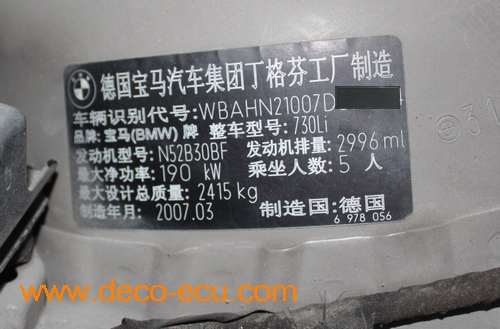 德国宝马汽车集团丁格芬工厂制造
车辆识别代号:WBAHN21007D
品牌:宝马(BMW)牌 整车型号:730Li
发动机型号:N52B30BF 发动机排量:2996ml
最大净功率:190 kW 乘坐人数:5 人
最大设计总质量:2415kg
制造年月:2007.03 制造国:德国
6 978 056
www.deco-ecu.com